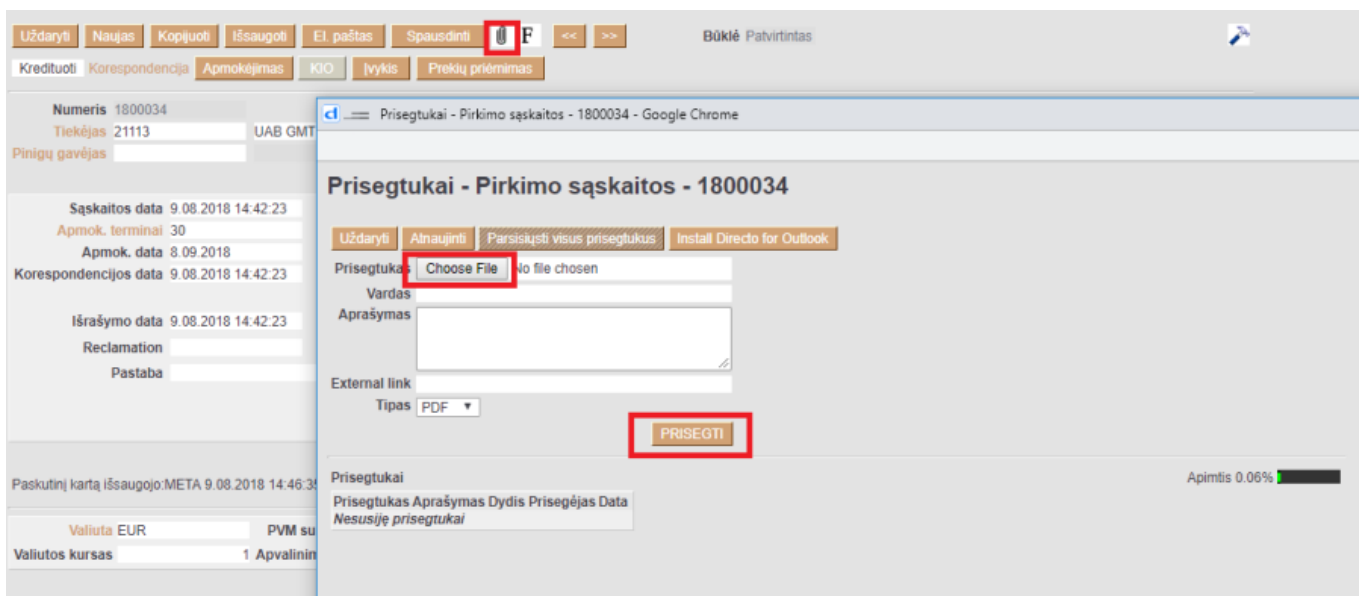 Uždaryti Naujas Kopijuoti Išsaugoti El. paštas Spausdinti F << >> Būklė Patvirtintas
Kredituoti Korespondencija Apmokėjimas KIO Įvykis Prekių priėmimas
Numeris 1800034
Tiekėjas 21113 UAB GMT
Pinigų gavėjas
Sąskaitos data 9.08.2018 14:42:23
Apmok. terminai 30
Apmok. data 8.09.2018
Korespondencijos data 9.08.2018 14:42:23
Išrašymo data 9.08.2018 14:42:23
Reclamation
Pastaba
Paskutinį kartą išsaugojo:META 9.08.2018 14:46:35
Valiuta EUR PVM su
Valiutos kursas 1 Apvalinim
Prisegtukai - Pirkimo sąskaitos - 1800034 - Google Chrome
Prisegtukai - Pirkimo sąskaitos - 1800034
Uždaryti Atnaujinti Parsisiųsti visus prisegtukus Install Directo for Outlook
Prisegtukas Choose File No file chosen
Vardas
Aprašymas
External link
Tipas PDF
PRISEGTI
Prisegtukai Apimtis 0.06%
Prisegtukas Aprašymas Dydis Prisegėjas Data
Nesusiję prisegtukai